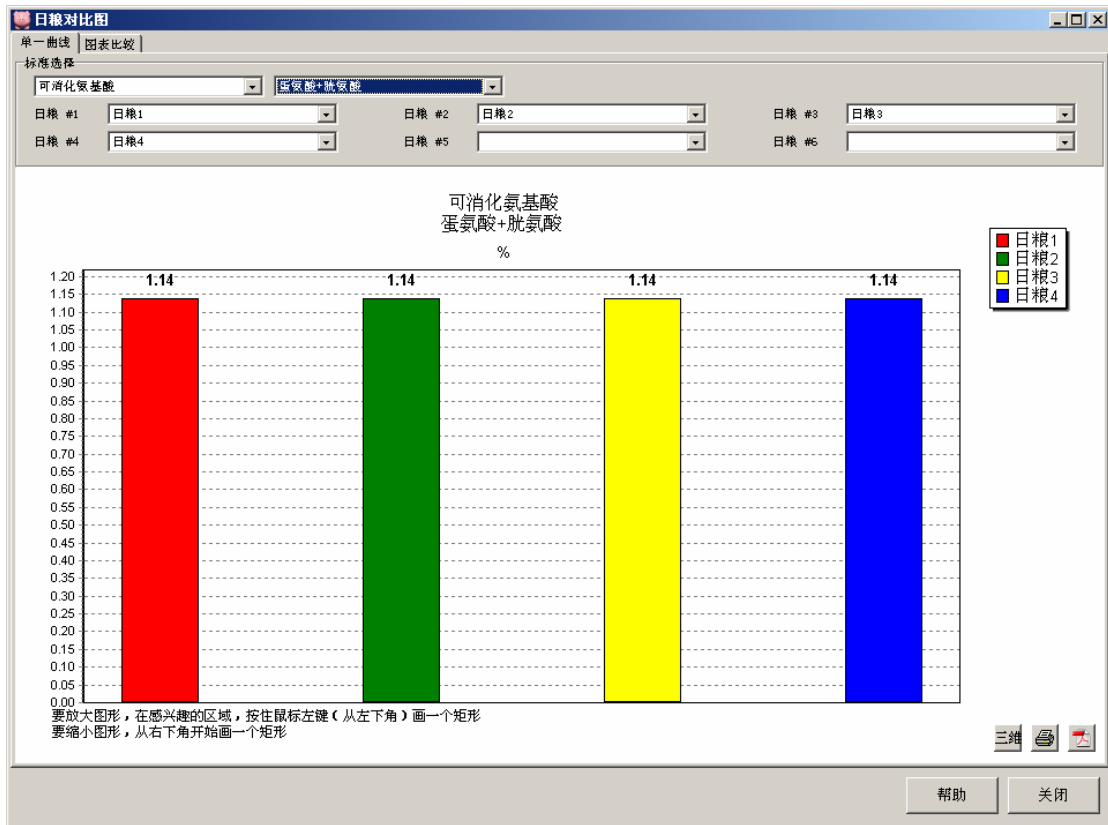 日粮对比图
单一曲线 图表比较
标准选择
可消化氨基酸 蛋氨酸+胱氨酸
日粮 #1 日粮1 日粮 #2 日粮2 日粮 #3 日粮3
日粮 #4 日粮4 日粮 #5 日粮 #6
可消化氨基酸
蛋氨酸+胱氨酸
%
日粮1
日粮2
日粮3
日粮4
1.14 1.14 1.14 1.14
1.20
1.15
1.10
1.05
1.00
0.95
0.90
0.85
0.80
0.75
0.70
0.65
0.60
0.55
0.50
0.45
0.40
0.35
0.30
0.25
0.20
0.15
0.10
0.05
0.00
要放大图形，在感兴趣的区域，按住鼠标左键（从左下角）画一个矩形
要缩小图形，从右下角开始画一个矩形
三维
帮助 关闭